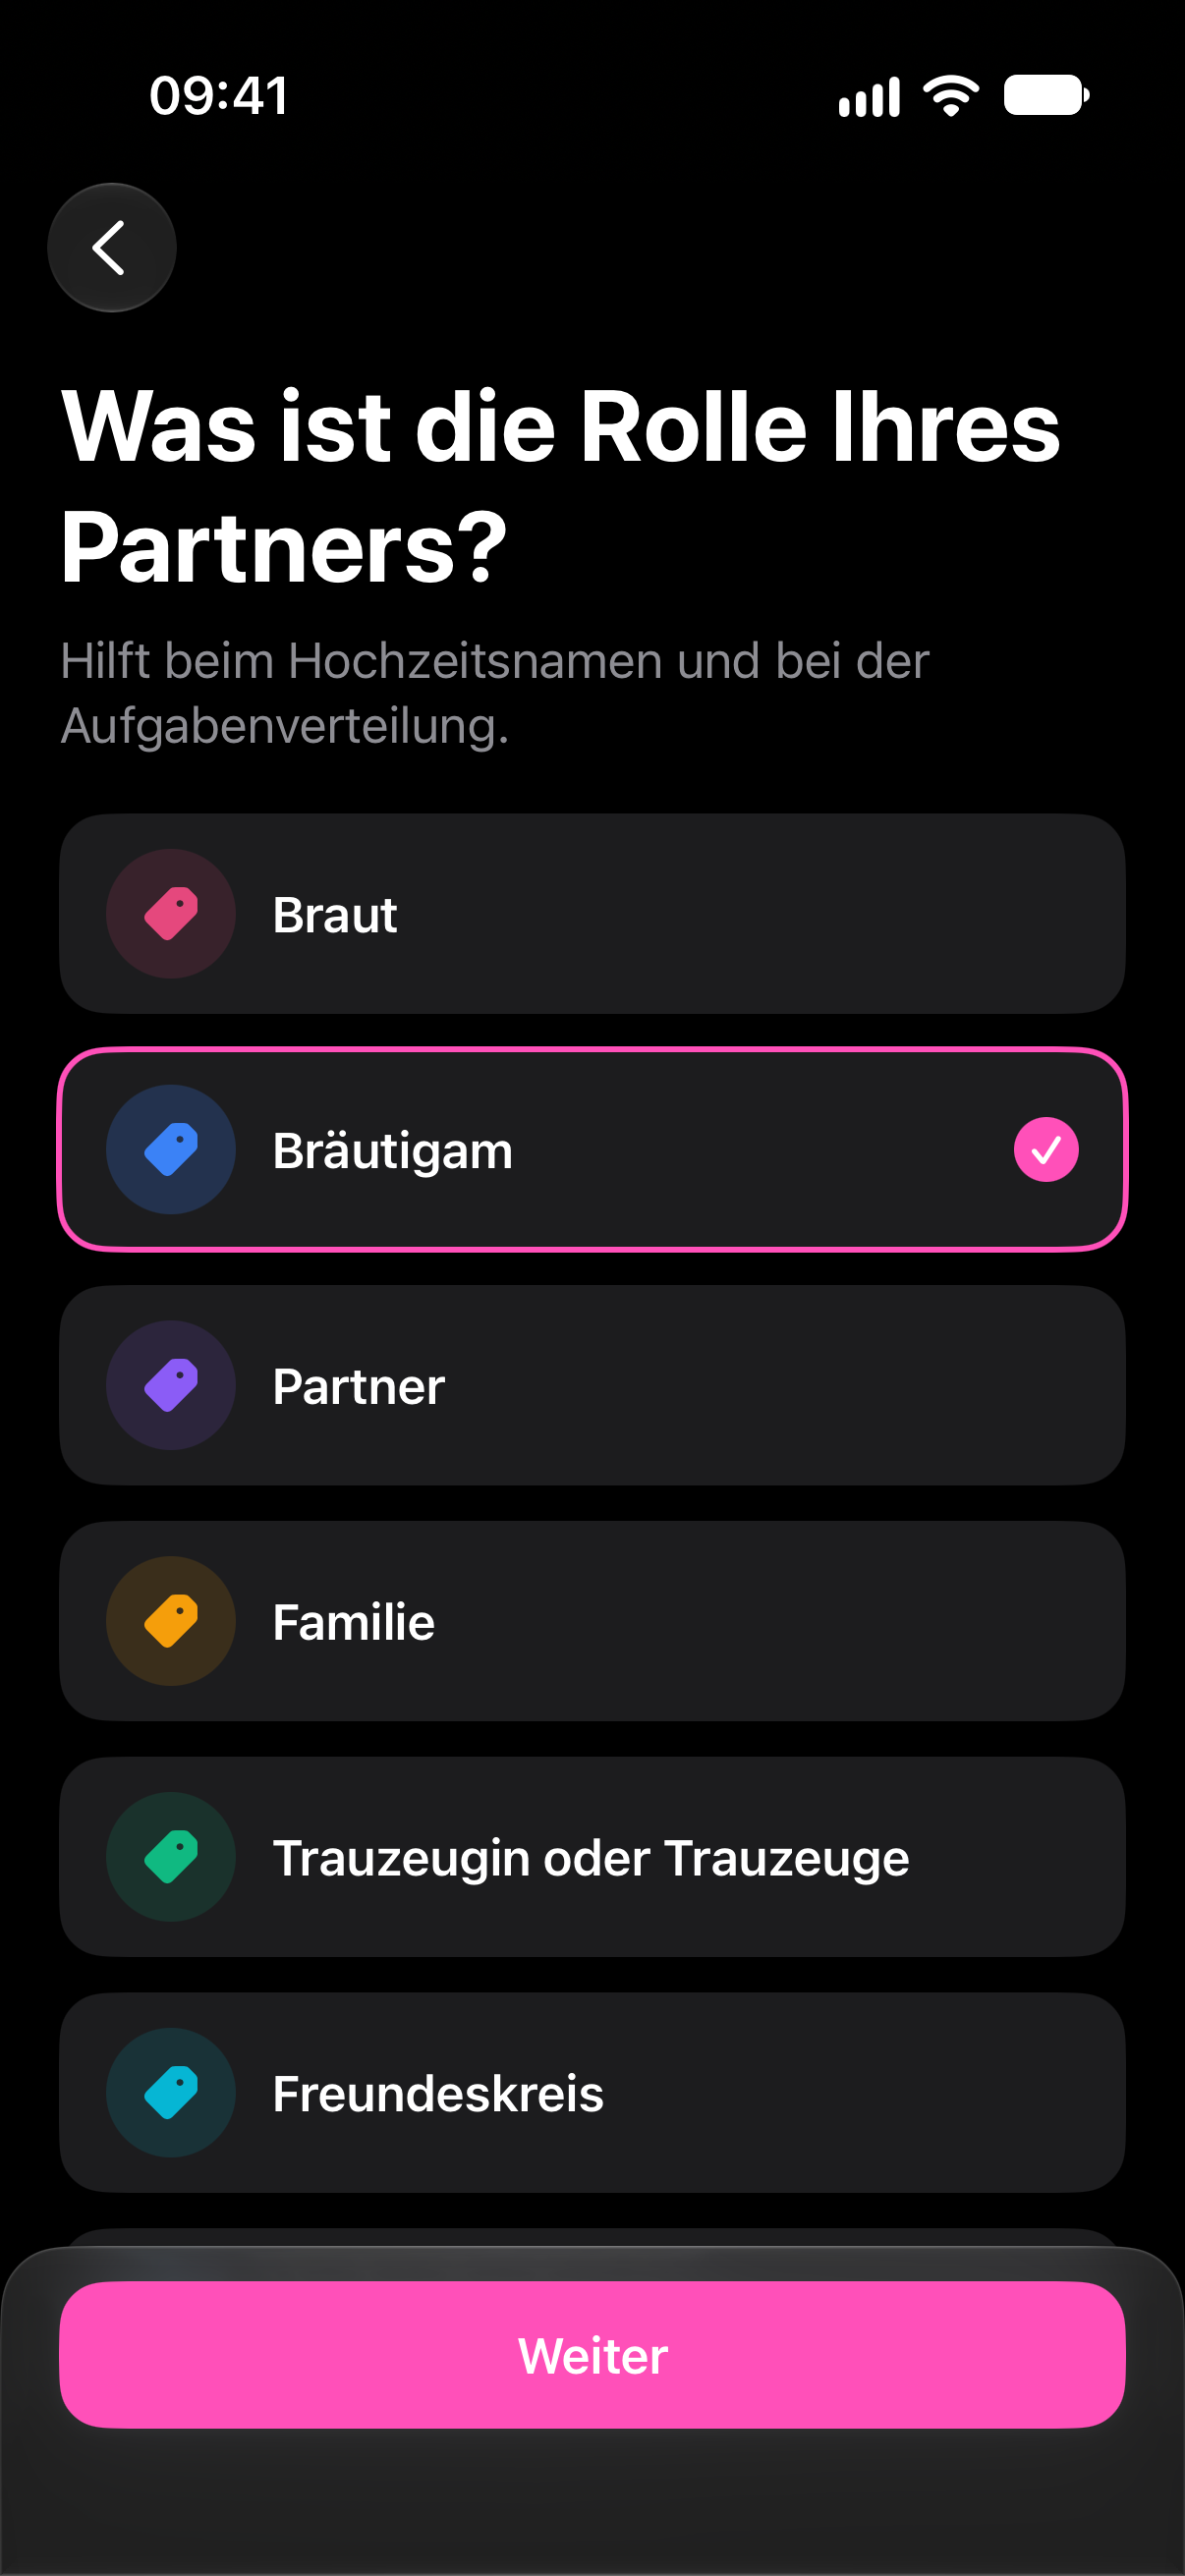 09:41
Was ist die Rolle Ihres
Partners?
Hilft beim Hochzeitsnamen und bei der
Aufgabenverteilung.
Braut
Bräutigam
Partner
Familie
Trauzeugin oder Trauzeuge
Freundeskreis
Weiter